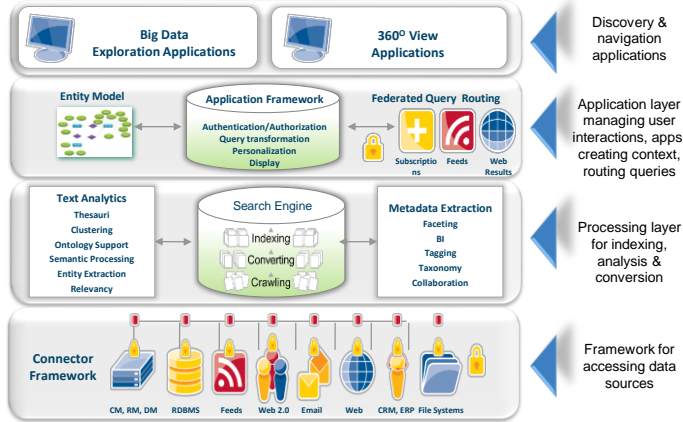 Big Data
Exploration Applications
360⁰ View
Applications
Discovery &
navigation
applications
Entity Model
Application Framework
Authentication/Authorization
Query transformation
Personalization
Display
Federated Query Routing
Subscriptio
ns
Feeds
Web
Results
Application layer
managing user
interactions, apps
creating context,
routing queries
Text Analytics
Thesauri
Clustering
Ontology Support
Semantic Processing
Entity Extraction
Relevancy
Search Engine
Indexing
Converting
Crawling
Metadata Extraction
Faceting
BI
Tagging
Taxonomy
Collaboration
Processing layer
for indexing,
analysis &
conversion
Connector
Framework
CM, RM, DM
RDBMS
Feeds
Web 2.0
Email
Web
CRM, ERP
File Systems
Framework for
accessing data
sources